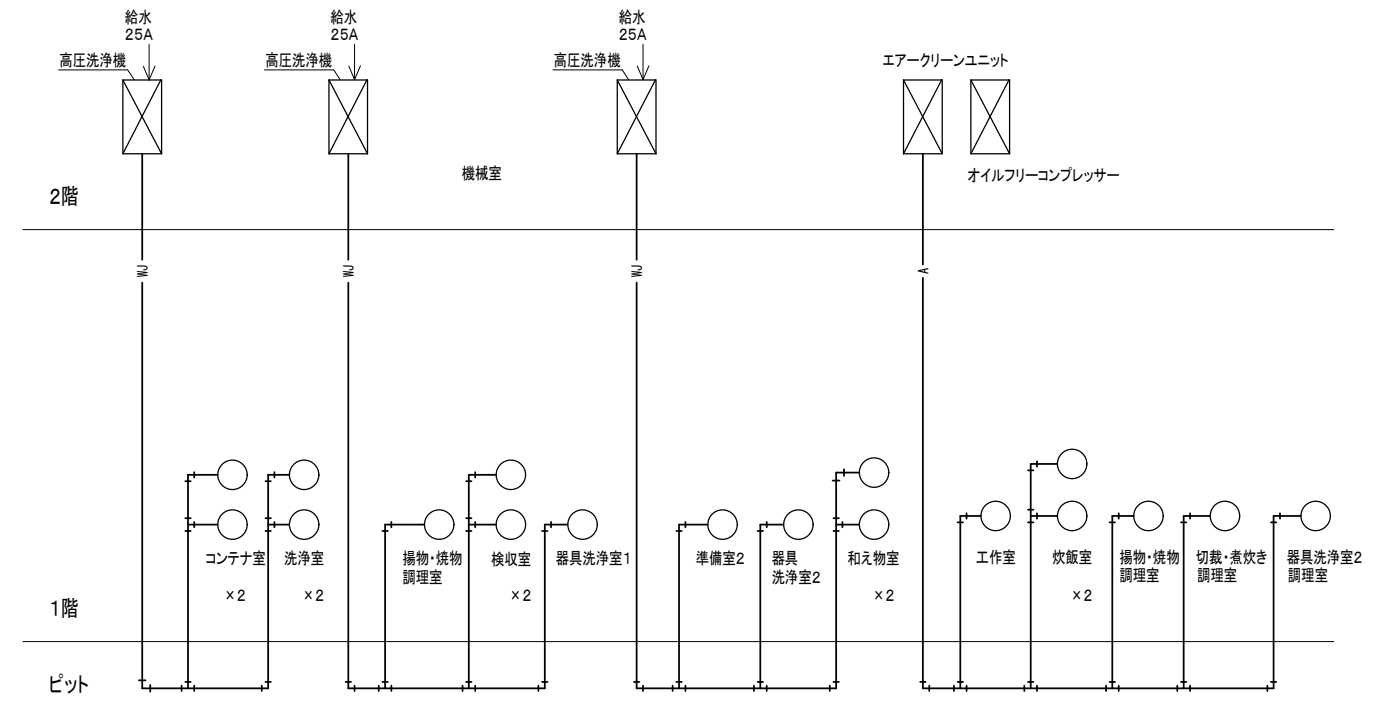 給水
25A
高圧洗浄機
給水
25A
高圧洗浄機
給水
25A
高圧洗浄機
エアークリーンユニット
機械室
オイルフリーコンプレッサー
2階
WJ
WJ
WJ
A
コンテナ室
×2
洗浄室
×2
揚物・焼物
調理室
検収室
×2
器具洗浄室1
準備室2
器具
洗浄室2
和え物室
×2
工作室
炊飯室
×2
揚物・焼物
調理室
切裁・煮炊き
調理室
器具洗浄室2
調理室
1階
ピット